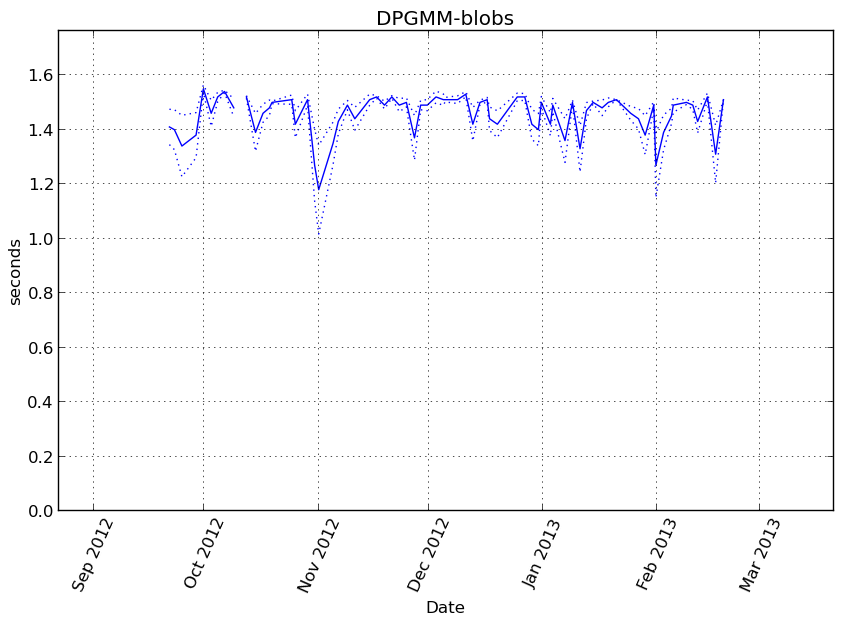 DPGMM-blobs
1.6
1.4
1.2
1.0
0.8
0.6
0.4
0.2
0.0
seconds
Sep 2012
Oct 2012
Nov 2012
Dec 2012
Jan 2013
Feb 2013
Mar 2013
Date